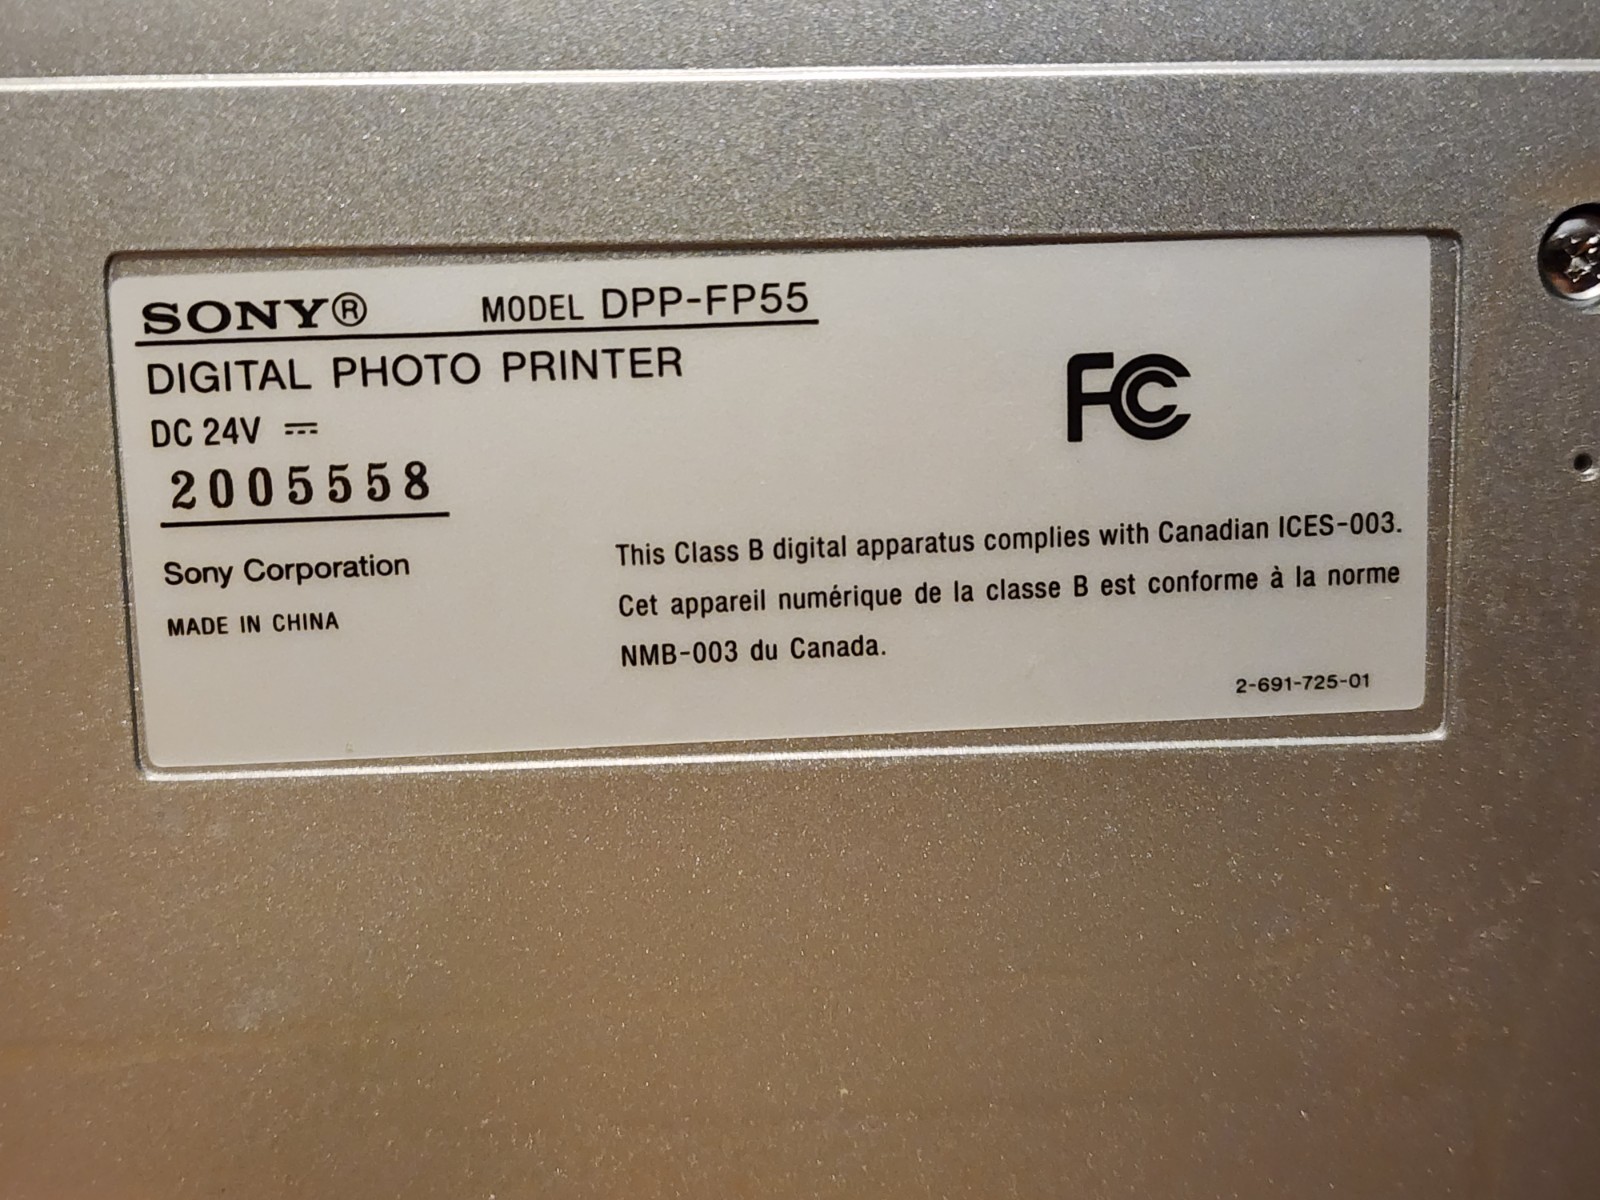 SONY® MODEL DPP-FP55
DIGITAL PHOTO PRINTER
DC 24V ⎓
2005558
Sony Corporation
MADE IN CHINA
FC
This Class B digital apparatus complies with Canadian ICES-003.
Cet appareil numérique de la classe B est conforme à la norme
NMB-003 du Canada.
2-691-725-01